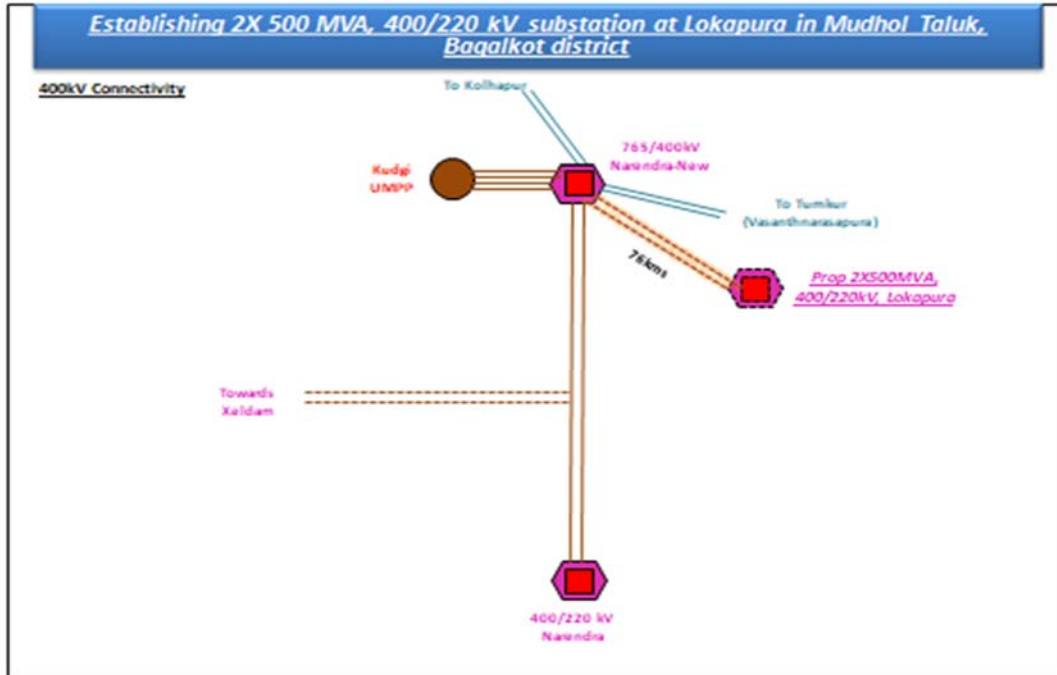 Establishing 2X 500 MVA, 400/220 kV substation at Lokapura in Mudhol Taluk,
Bagalkot district
400kV Connectivity
To Kolhapur
765/400kV
Narendra-New
Kudgi
UMPP
To Tumkur
(Vasanthnarasapura)
76kms
Prop 2X500MVA,
400/220kV, Lokapura
Towards
Xeldam
400/220 kV
Narendra